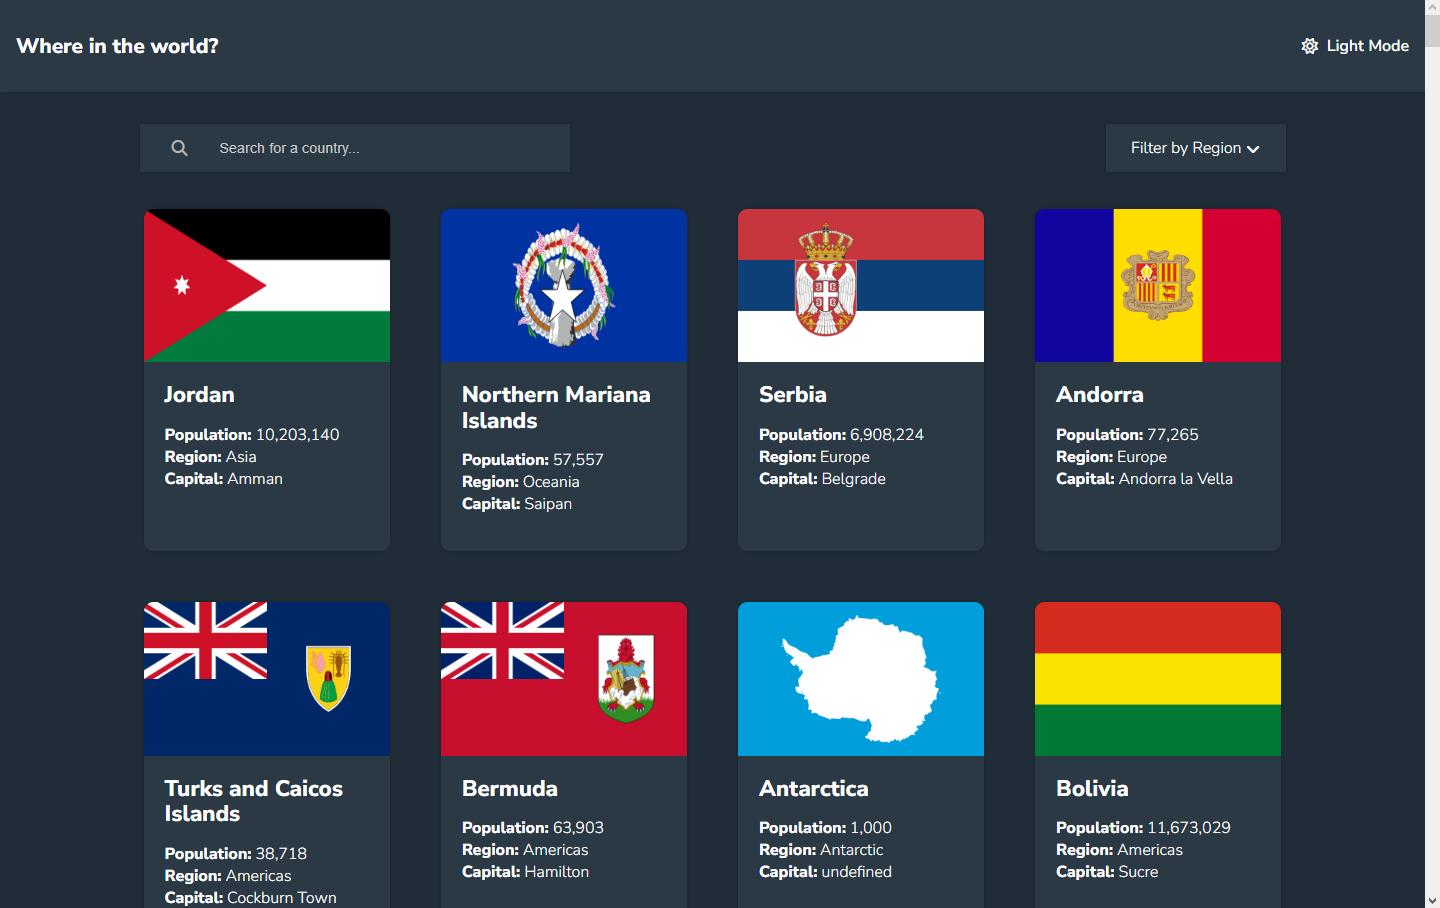 Where in the world?
Light Mode
Search for a country...
Filter by Region
Jordan
Population: 10,203,140
Region: Asia
Capital: Amman
Northern Mariana
Islands
Population: 57,557
Region: Oceania
Capital: Saipan
Serbia
Population: 6,908,224
Region: Europe
Capital: Belgrade
Andorra
Population: 77,265
Region: Europe
Capital: Andorra la Vella
Turks and Caicos
Islands
Population: 38,718
Region: Americas
Capital: Cockburn Town
Bermuda
Population: 63,903
Region: Americas
Capital: Hamilton
Antarctica
Population: 1,000
Region: Antarctic
Capital: undefined
Bolivia
Population: 11,673,029
Region: Americas
Capital: Sucre